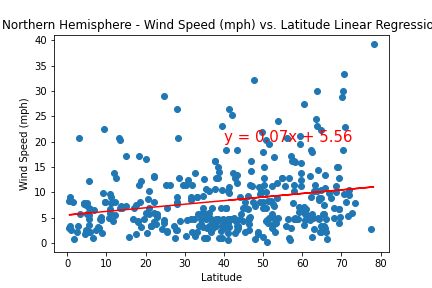 Northern Hemisphere - Wind Speed (mph) vs. Latitude Linear Regressio
40
35
30
25
20
15
10
5
0
Wind Speed (mph)
y = 0.07x + 5.56
0 10 20 30 40 50 60 70 80
Latitude